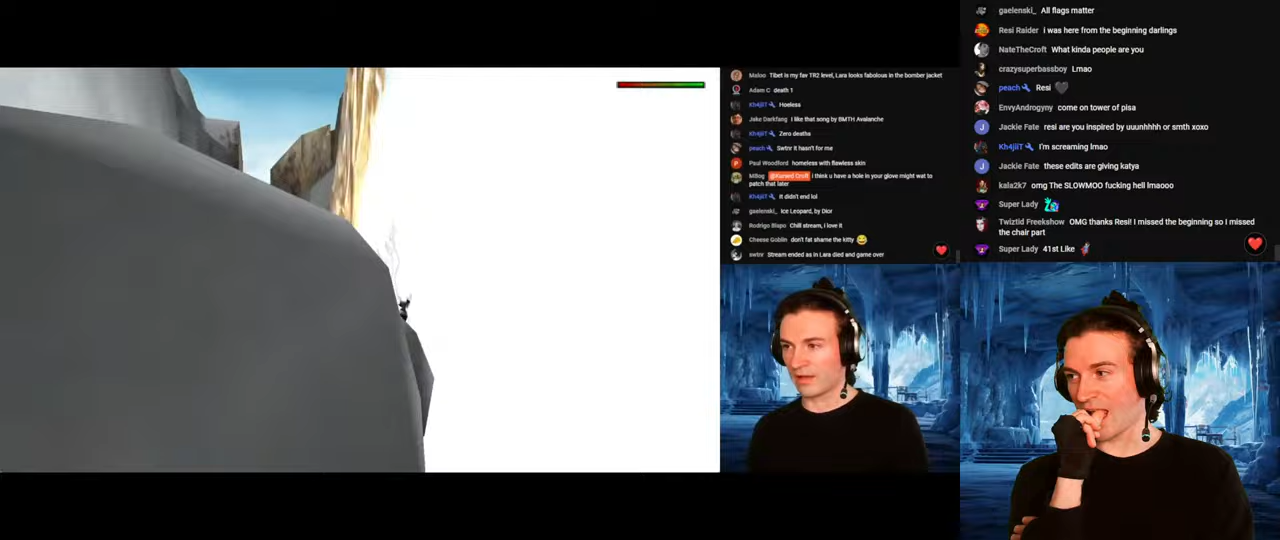 Maloo Tibet is my fav TR2 level, Lara looks fabolous in the bomber jacket
Adam C death 1
Kh4jiiT Hoeless
Jake Darkfang I like that song by BMTH Avalanche
Kh4jiiT Zero deaths
peach Swtnr it hasn't for me
Paul Woodford homeless with flawless skin
MBog @Kursed Croft i think u have a hole in your glove might wat to
patch that later
Kh4jiiT It didn't end lol
gaelenski_ Ice Leopard, by Dior
Rodrigo Bispo Chill stream, i love it
Cheese Goblin don't fat shame the kitty
swtnr Stream ended as in Lara died and game over
gaelenski_ All flags matter
Resi Raider i was here from the beginning darlings
NateTheCroft What kinda people are you
crazysuperbassboy Lmao
peach Resi
EnvyAndrogyny come on tower of pisa
Jackie Fate resi are you inspired by uuunhhhh or smth xoxo
Kh4jiiT I'm screaming lmao
Jackie Fate these edits are giving katya
kala2k7 omg The SLOWMOO fucking hell lmaooo
Super Lady
Twiztid Freekshow OMG thanks Resi! I missed the beginning so I missed
the chair part
Super Lady 41st Like